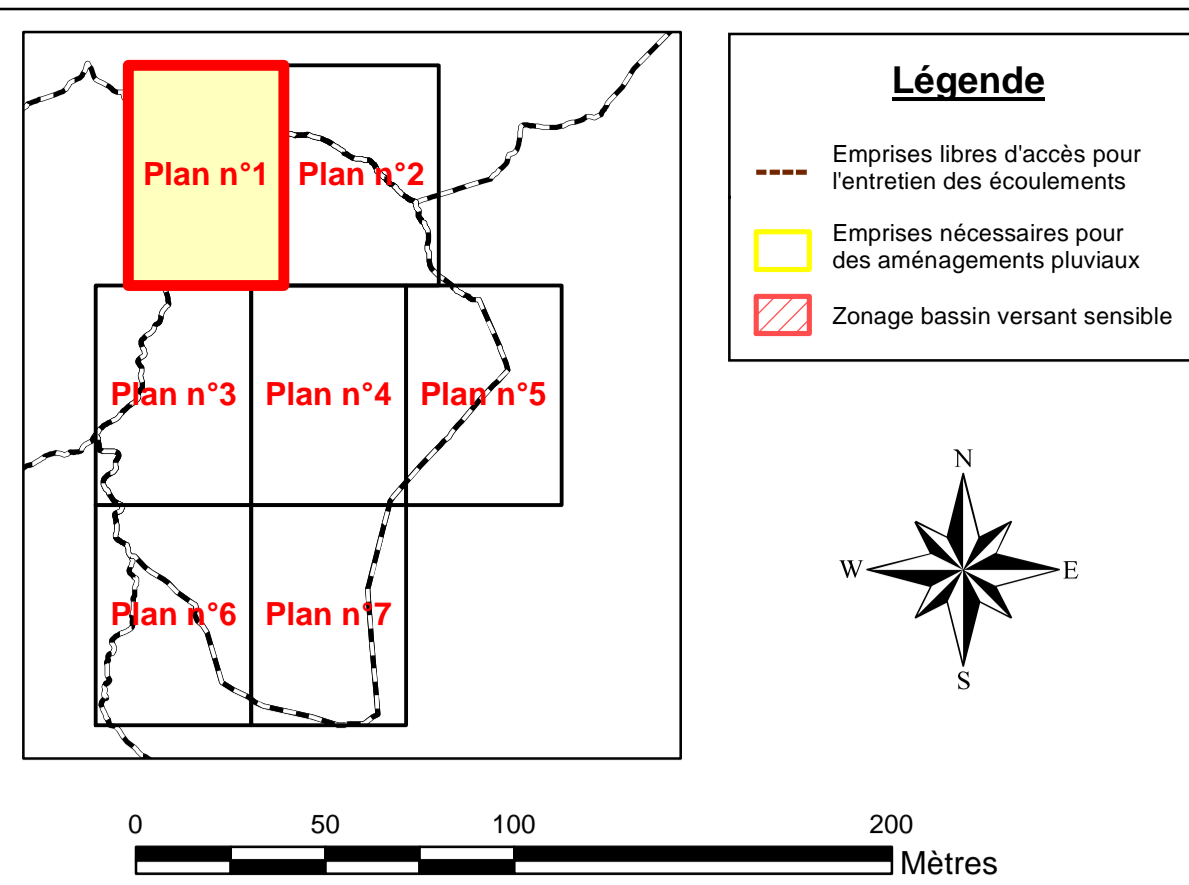 Plan n°1
Plan n°2
Plan n°3
Plan n°4
Plan n°5
Plan n°6
Plan n°7
Légende
Emprises libres d'accès pour
l'entretien des écoulements
Emprises nécessaires pour
des aménagements pluviaux
Zonage bassin versant sensible
N
W
E
S
0
50
100
200
Mètres